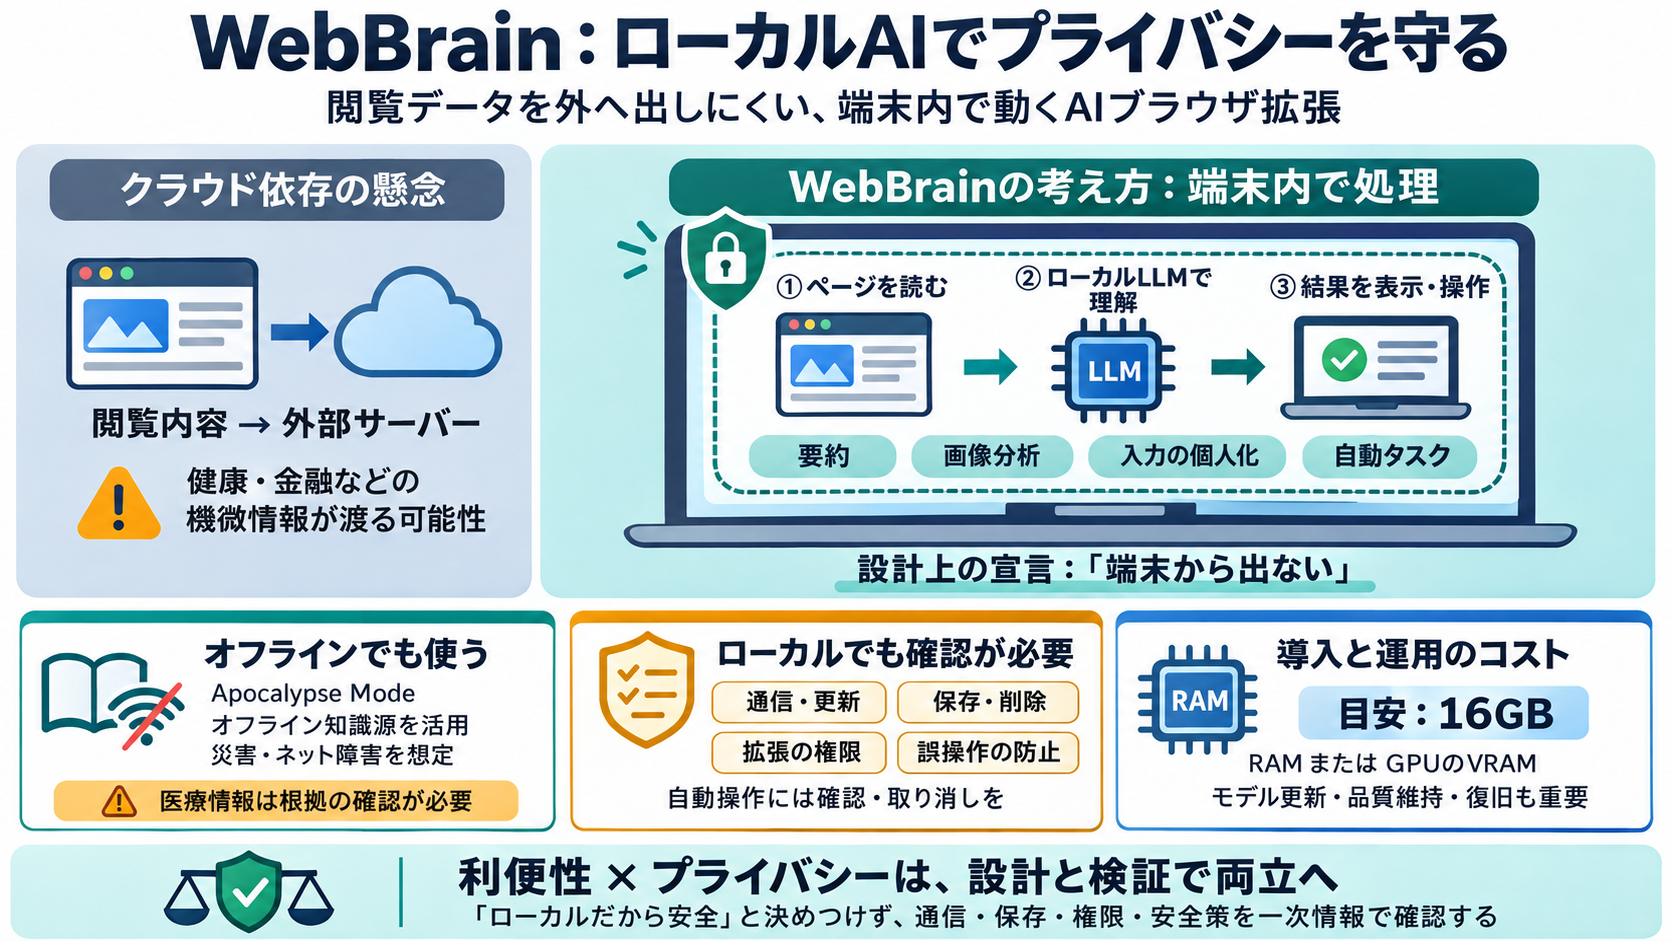 WebBrain：ローカルAIでプライバシーを守る
閲覧データを外へ出しにくい、端末内で動くAIブラウザ拡張
クラウド依存の懸念
閲覧内容 → 外部サーバー
健康・金融などの
機微情報が渡る可能性
WebBrainの考え方：端末内で処理
① ページを読む
② ローカルLLMで
理解
③ 結果を表示・操作
LLM
要約
画像分析
入力の個人化
自動タスク
設計上の宣言：「端末から出ない」
オフラインでも使う
Apocalypse Mode
オフライン知識源を活用
災害・ネット障害を想定
医療情報は根拠の確認が必要
ローカルでも確認が必要
通信・更新
保存・削除
拡張の権限
誤操作の防止
自動操作には確認・取り消しを
導入と運用のコスト
RAM
目安：16GB
RAM または GPUのVRAM
モデル更新・品質維持・復旧も重要
利便性 × プライバシーは、設計と検証で両立へ
「ローカルだから安全」と決めつけず、通信・保存・権限・安全策を一次情報で確認する